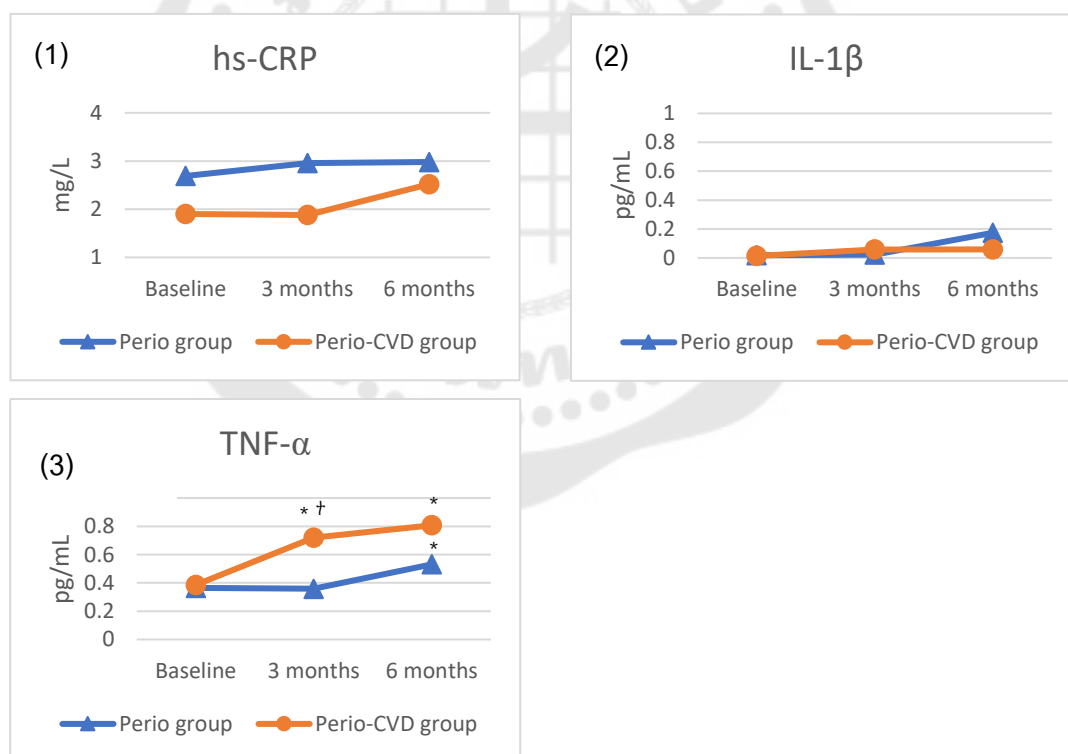 (1)
hs-CRP
mg/L
4
3
2
1
Baseline 3 months 6 months
Perio group Perio-CVD group
(2)
IL-1β
pg/mL
1
0.8
0.6
0.4
0.2
0
Baseline 3 months 6 months
Perio group Perio-CVD group
(3)
TNF-α
pg/mL
0.8
0.6
0.4
0.2
0
* †
*
*
Baseline 3 months 6 months
Perio group Perio-CVD group